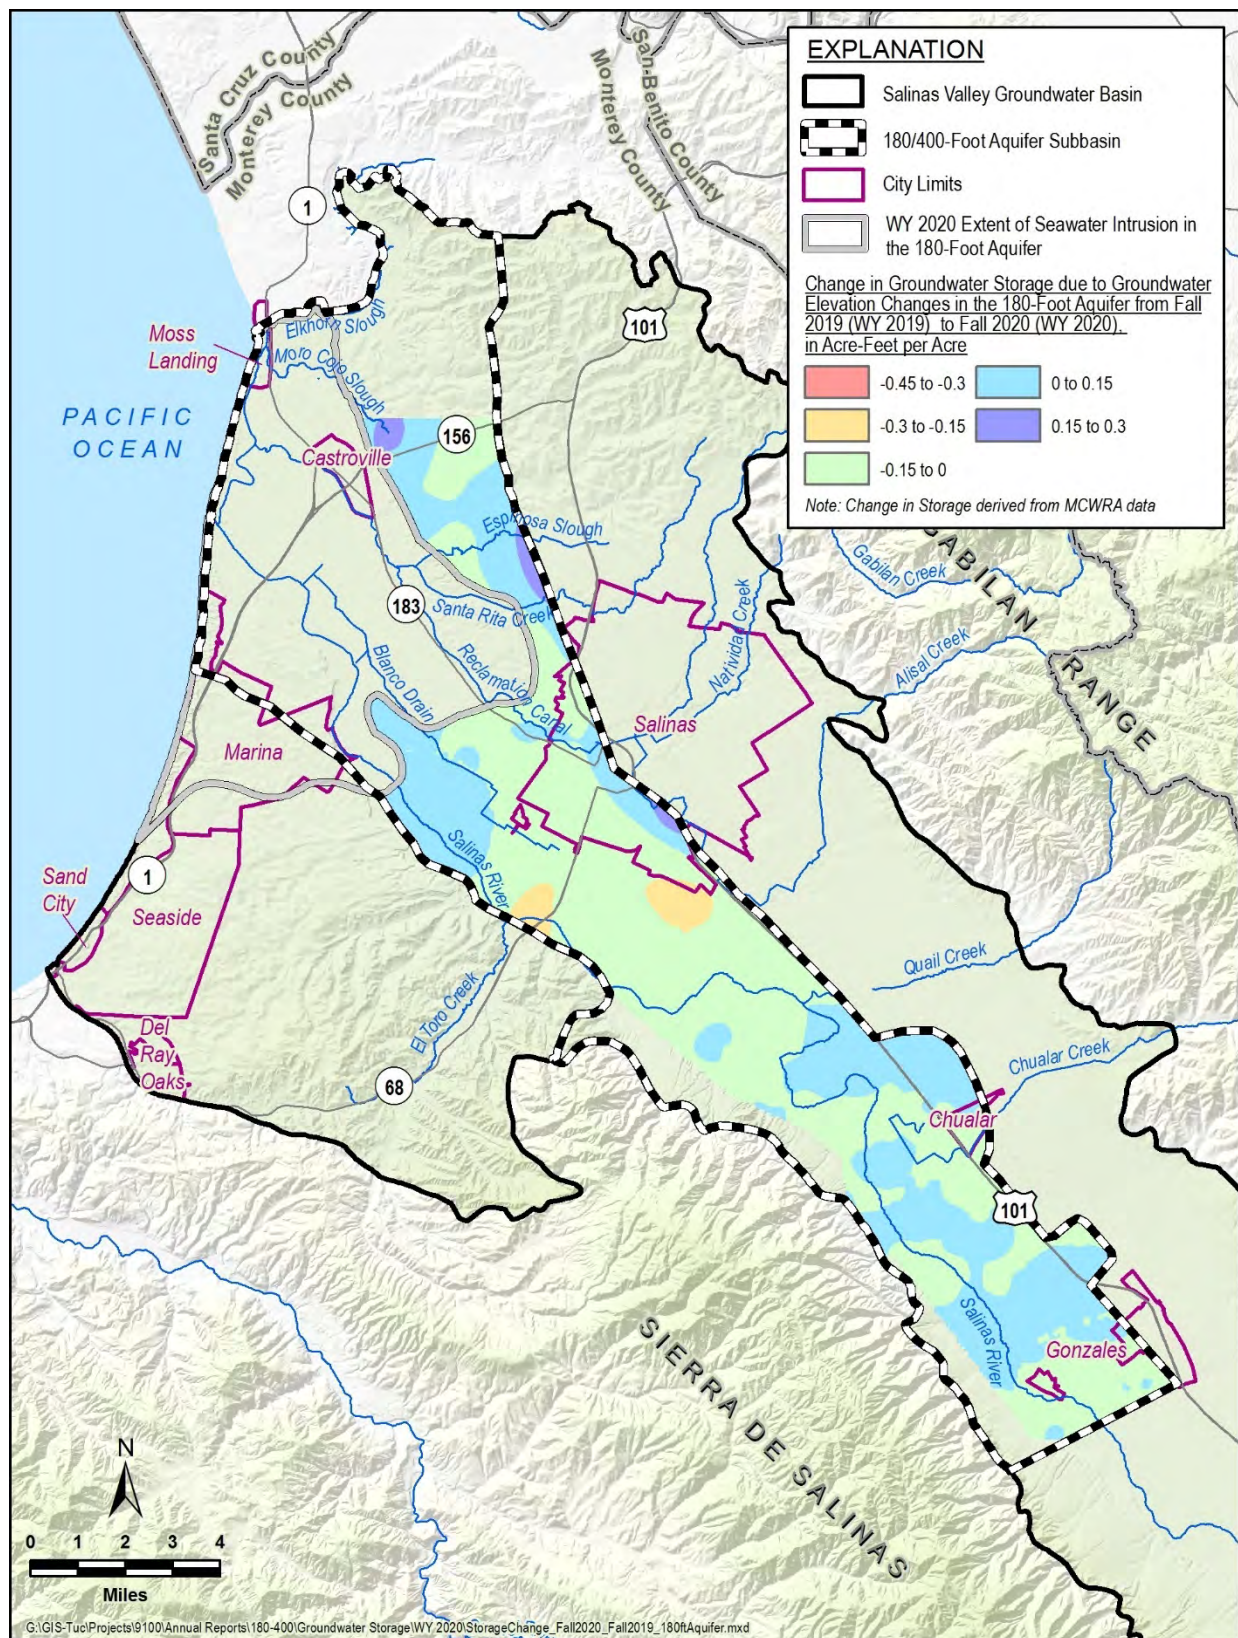 EXPLANATION
Salinas Valley Groundwater Basin
180/400-Foot Aquifer Subbasin
City Limits
WY 2020 Extent of Seawater Intrusion in
the 180-Foot Aquifer
Change in Groundwater Storage due to Groundwater
Elevation Changes in the 180-Foot Aquifer from Fall
2019 (WY 2019) to Fall 2020 (WY 2020),
in Acre-Feet per Acre
-0.45 to -0.3
0 to 0.15
-0.3 to -0.15
0.15 to 0.3
-0.15 to 0
Note: Change in Storage derived from MCWRA data
Santa Cruz County
Monterey County
San-Benito County
Monterey County
1
101
Elkhorn Slough
Moss
Landing
Moro Cojo Slough
PACIFIC
OCEAN
156
Castroville
Espinosa Slough
GABILAN
RANGE
Gabilan Creek
183
Santa Rita Creek
Natividad Creek
Alisal Creek
Blanco Drain
Reclamation Canal
Salinas
Marina
Salinas River
1
Sand
City
Seaside
Quail Creek
El Toro Creek
Del
Ray
Oaks
68
Chualar Creek
Chualar
101
Salinas River
Gonzales
SIERRA DE SALINAS
N
0 1 2 3 4
Miles
G:\GIS-Tuc\Projects\9100\Annual Reports\180-400\Groundwater Storage\WY 2020\StorageChange_Fall2020_Fall2019_180ftAquifer.mxd